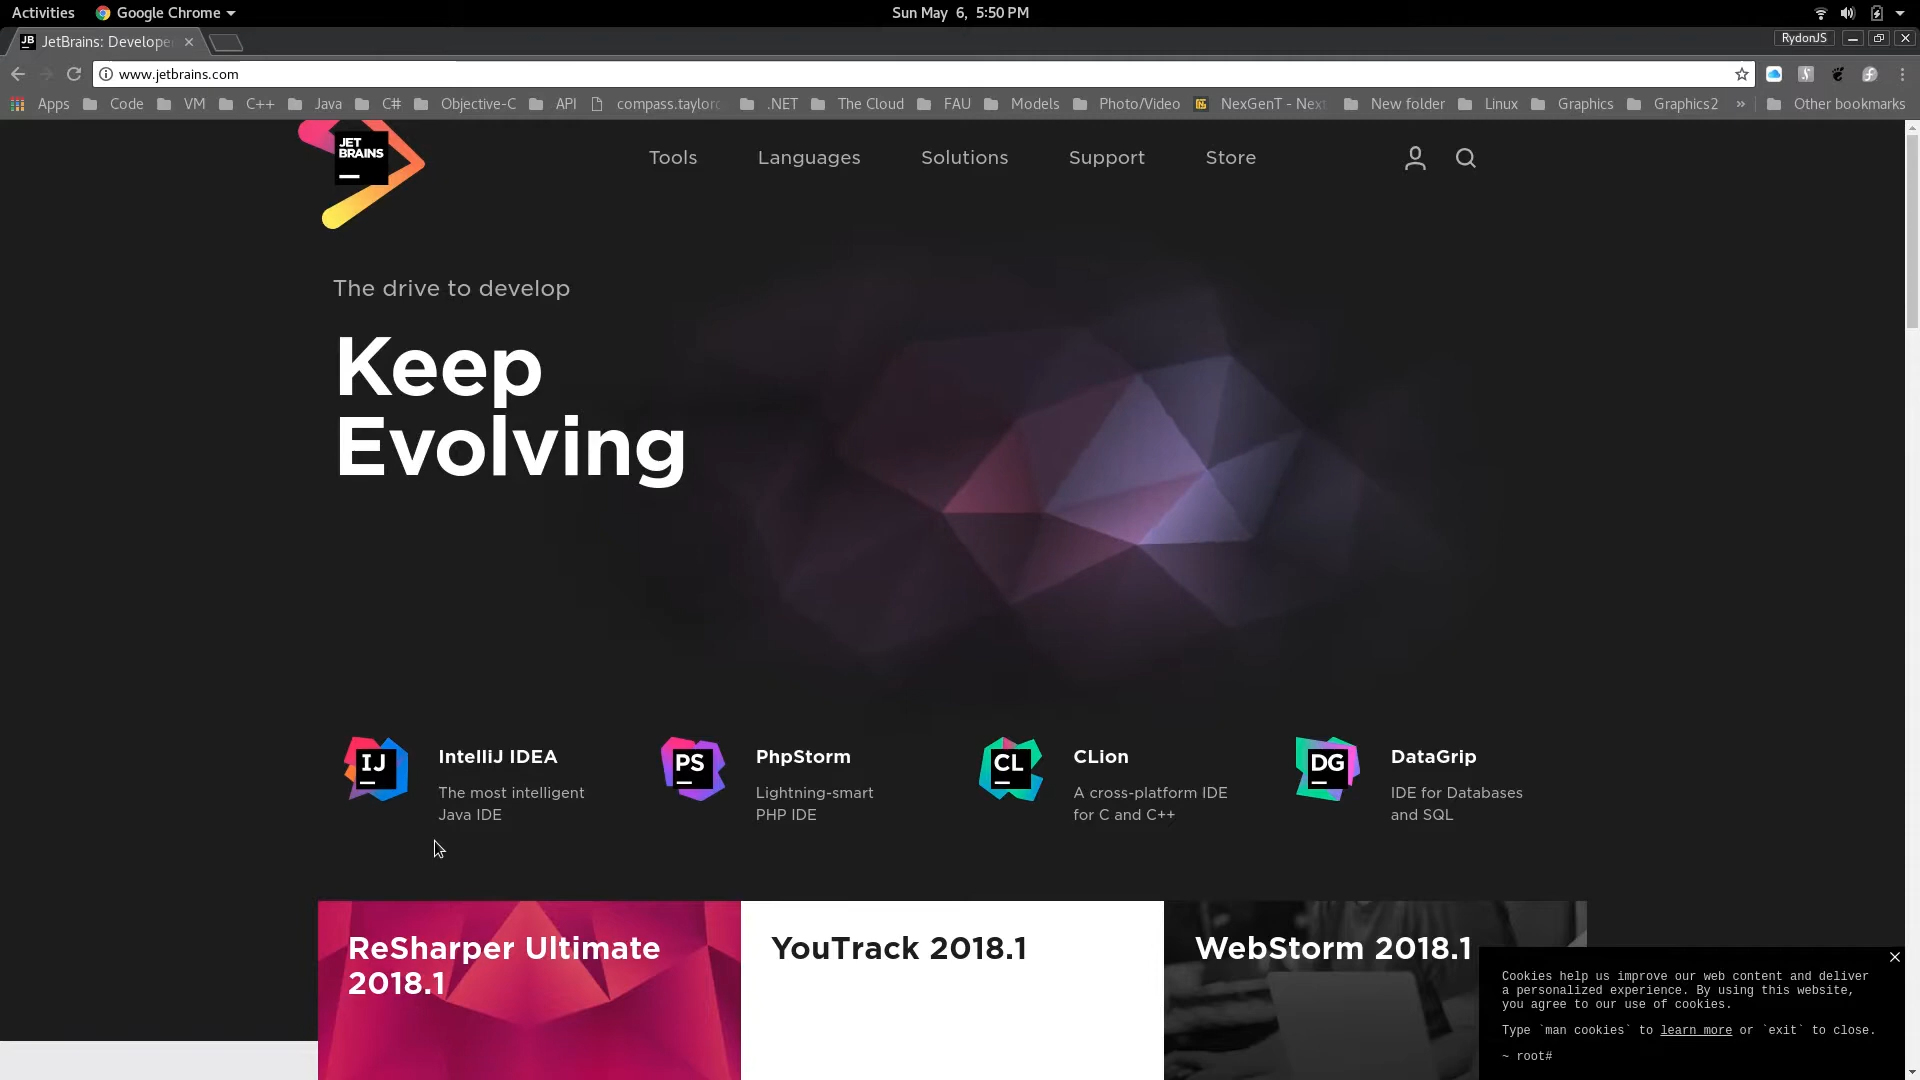 Activities Google Chrome Sun May 6, 5:50 PM
JB JetBrains: Develope RydonJS
www.jetbrains.com
Apps Code VM C++ Java C# Objective-C API compass.taylorc .NET The Cloud FAU Models Photo/Video NexGenT - Next New folder Linux Graphics Graphics2 » Other bookmarks
JET
BRAINS
Tools Languages Solutions Support Store
The drive to develop
Keep
Evolving
IJ IntelliJ IDEA
The most intelligent
Java IDE
PS PhpStorm
Lightning-smart
PHP IDE
CL CLion
A cross-platform IDE
for C and C++
DG DataGrip
IDE for Databases
and SQL
ReSharper Ultimate
2018.1
YouTrack 2018.1
WebStorm 2018.1
Cookies help us improve our web content and deliver
a personalized experience. By using this website,
you agree to our use of cookies.
Type `man cookies` to learn more or `exit` to close.
~ root#